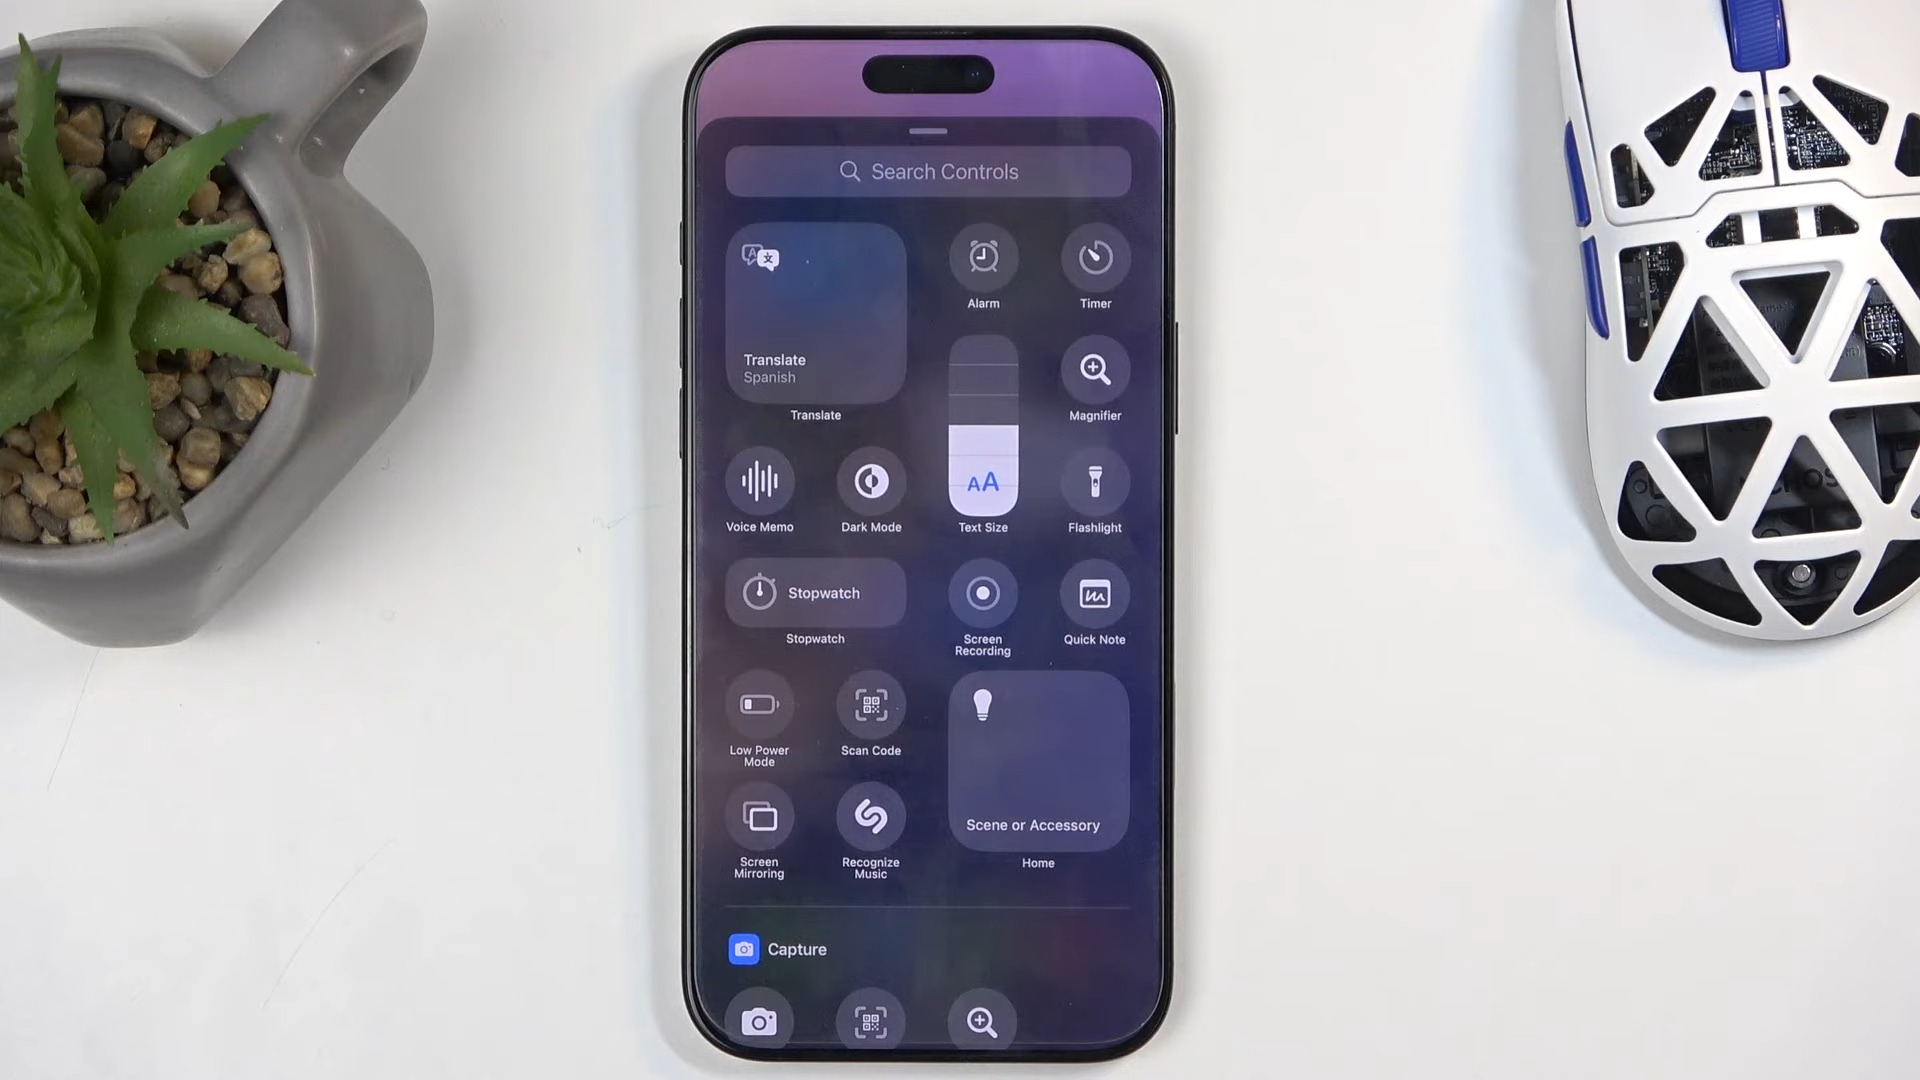 Search Controls
Alarm
Timer
Translate
Spanish
Translate
Magnifier
AA
Voice Memo
Dark Mode
Text Size
Flashlight
Stopwatch
Stopwatch
Screen
Recording
Quick Note
Low Power
Mode
Scan Code
Scene or Accessory
Screen
Mirroring
Recognize
Music
Home
Capture